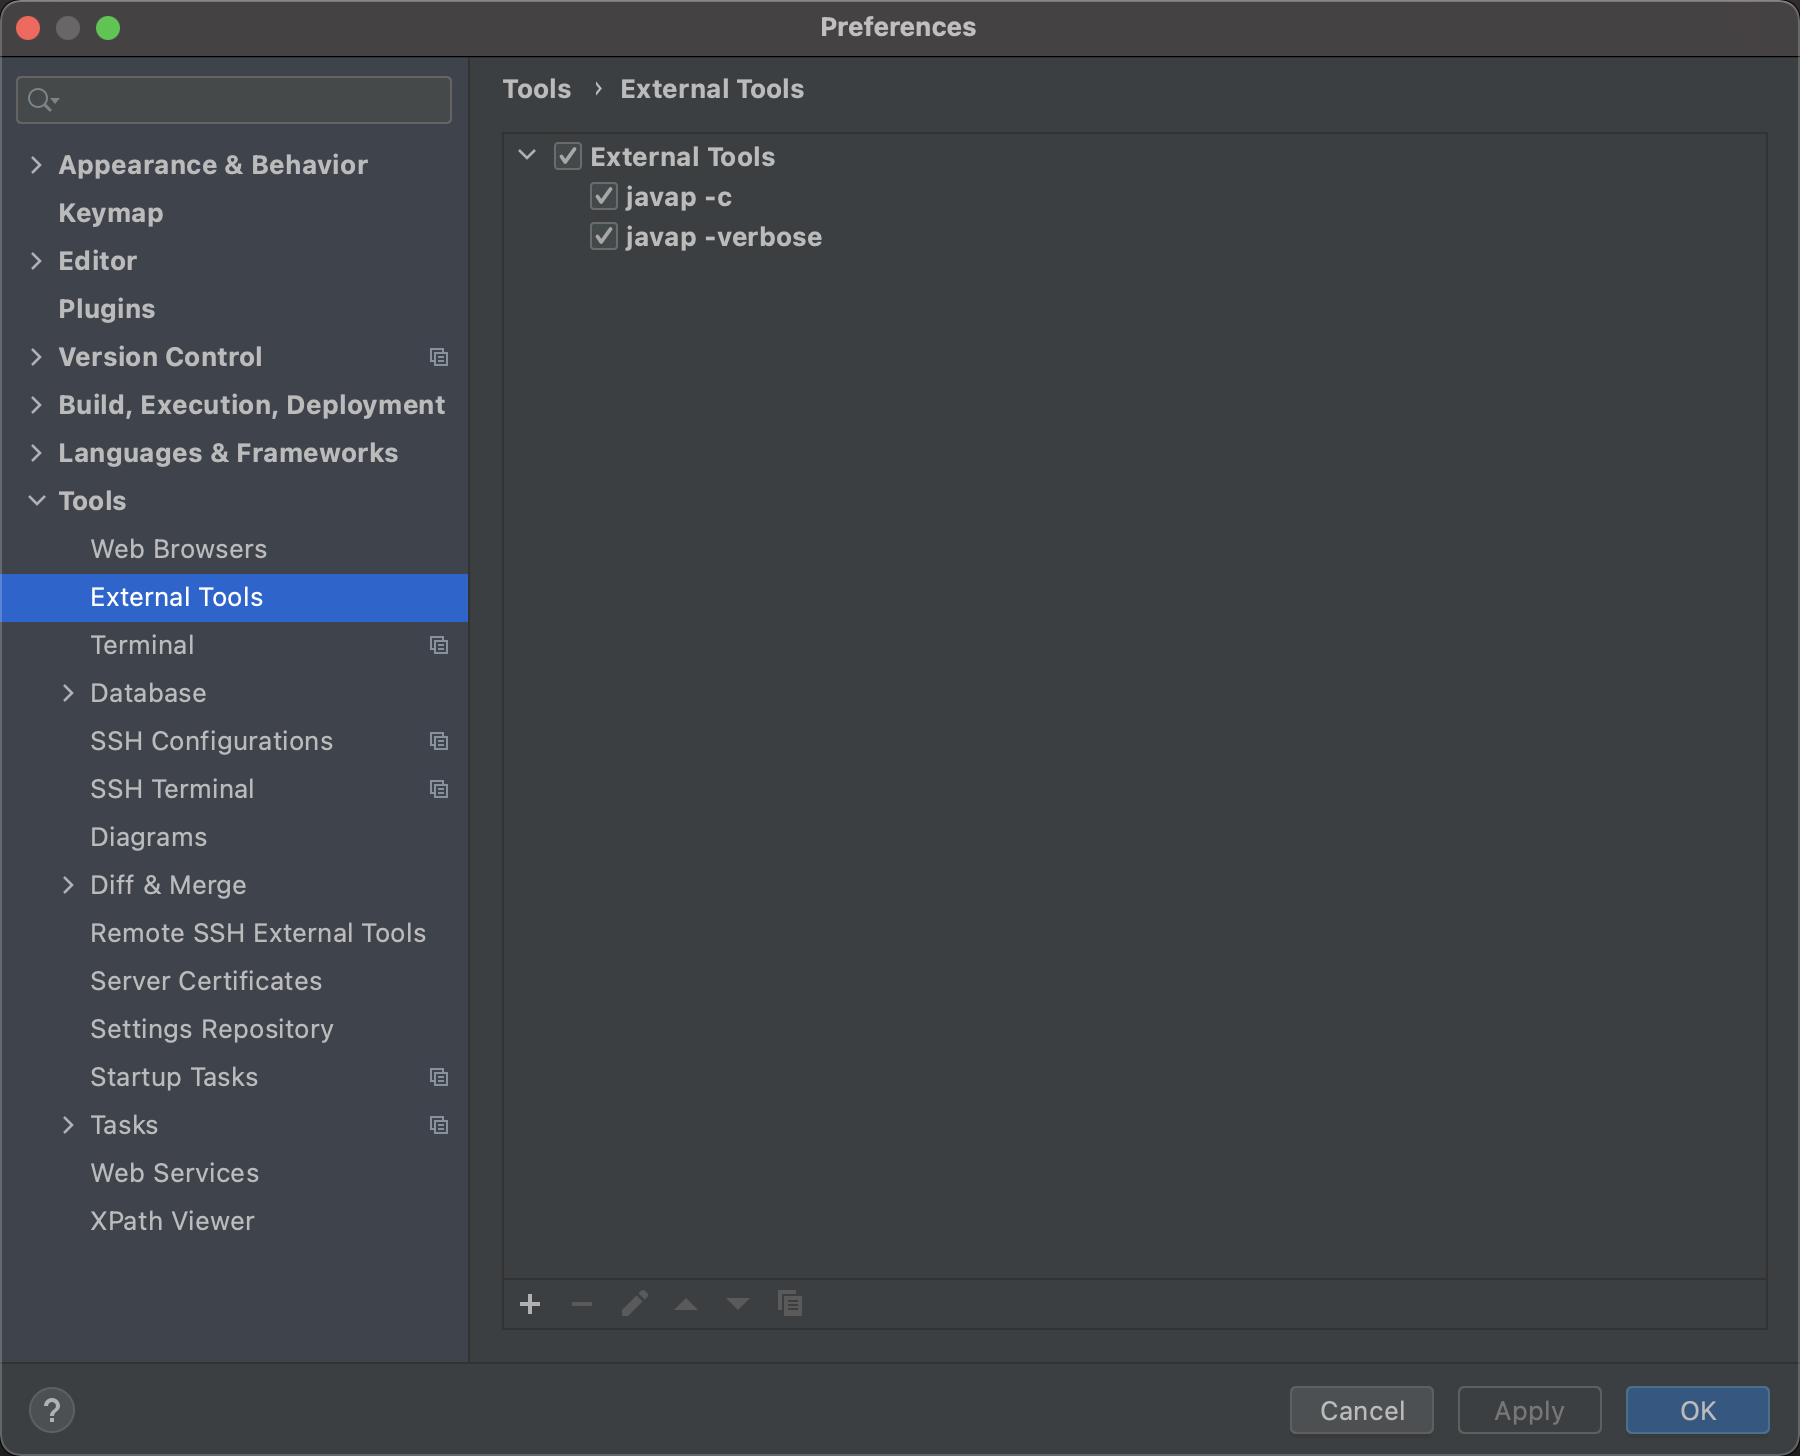 Preferences
Appearance & Behavior
Keymap
Editor
Plugins
Version Control
Build, Execution, Deployment
Languages & Frameworks
Tools
Web Browsers
External Tools
Terminal
Database
SSH Configurations
SSH Terminal
Diagrams
Diff & Merge
Remote SSH External Tools
Server Certificates
Settings Repository
Startup Tasks
Tasks
Web Services
XPath Viewer
Tools › External Tools
External Tools
javap -c
javap -verbose
?
Cancel
Apply
OK